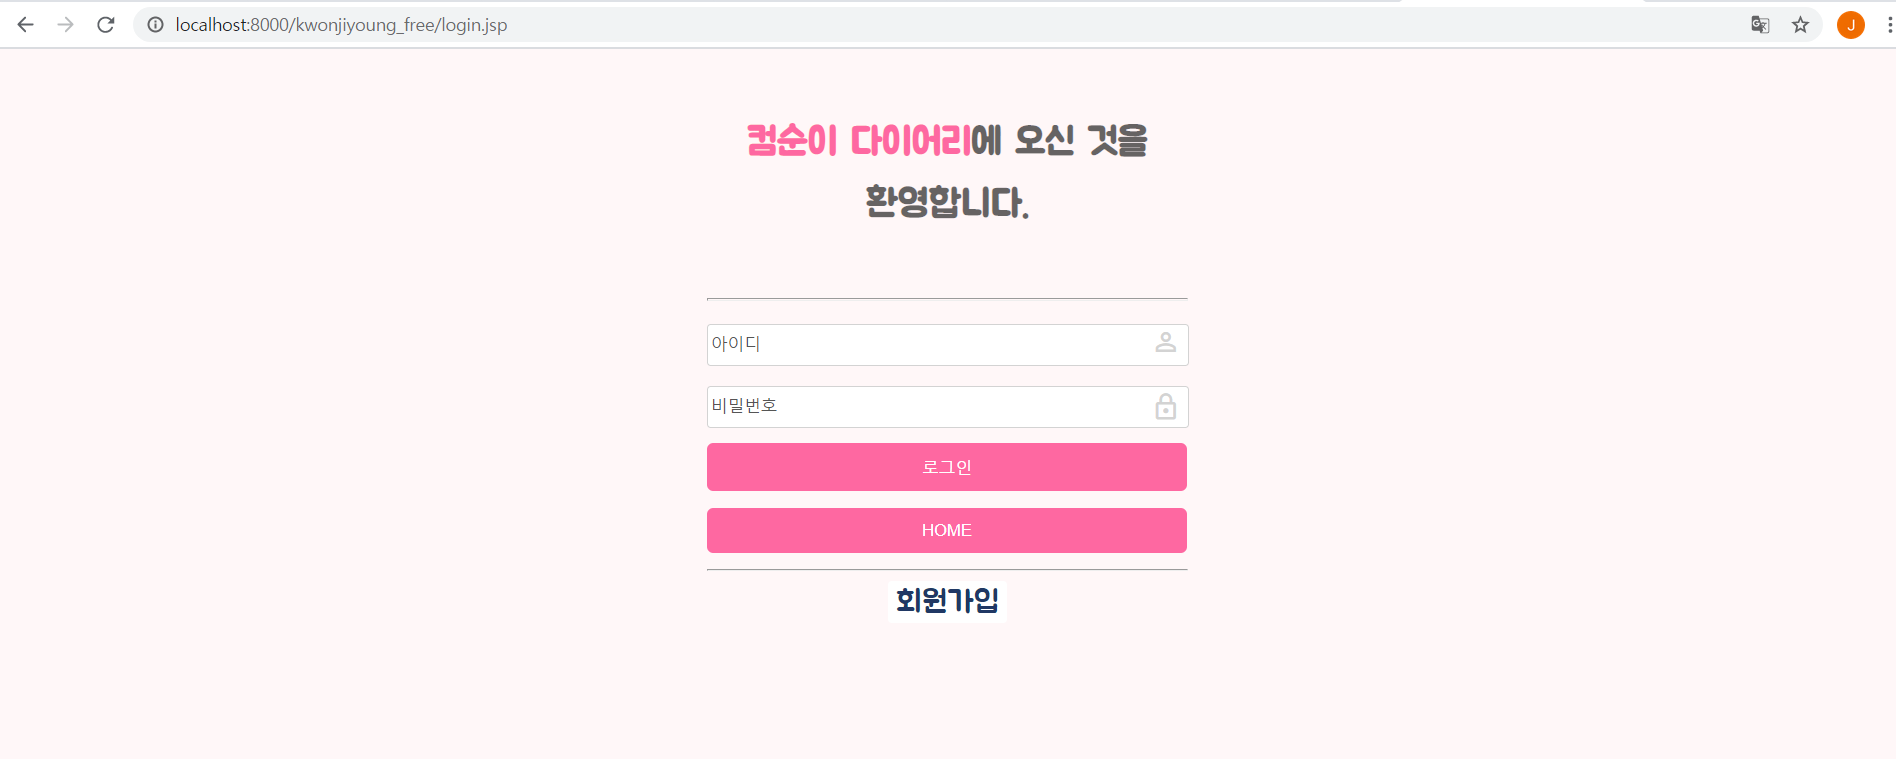 localhost:8000/kwonjiyoung_free/login.jsp
J
컴순이 다이어리에 오신 것을
환영합니다.
아이디
비밀번호
로그인
HOME
회원가입